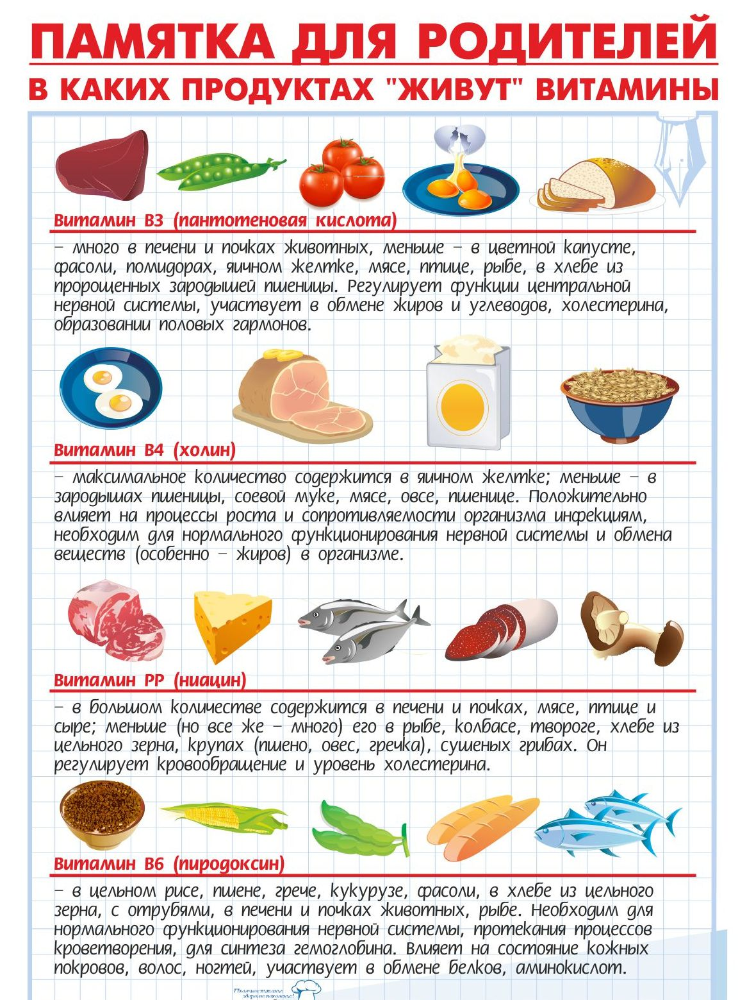 ПАМЯТКА ДЛЯ РОДИТЕЛЕЙ
В КАКИХ ПРОДУКТАХ "ЖИВУТ" ВИТАМИНЫ
Витамин В3 (пантотеновая кислота)
– много в печени и почках животных, меньше – в цветной капусте,
фасоли, помидорах, яичном желтке, мясе, птице, рыбе, в хлебе из
пророщенных зародышей пшеницы. Регулирует функции центральной
нервной системы, участвует в обмене жиров и углеводов, холестерина,
образовании половых гармонов.
Витамин В4 (холин)
– максимальное количество содержится в яичном желтке; меньше – в
зародышах пшеницы, соевой муке, мясе, овсе, пшенице. Положительно
влияет на процессы роста и сопротивляемости организма инфекциям,
необходим для нормального функционирования нервной системы и обмена
веществ (особенно – жиров) в организме.
Витамин РР (ниацин)
– в большом количестве содержится в печени и почках, мясе, птице и
сыре; меньше (но все же – много) его в рыбе, колбасе, твороге, хлебе из
цельного зерна, крупах (пшено, овес, гречка), сушеных грибах. Он
регулирует кровообращение и уровень холестерина.
Витамин В6 (пиродоксин)
– в цельном рисе, пшене, грече, кукурузе, фасоли, в хлебе из цельного
зерна, с отрубями, в печени и почках животных, рыбе. Необходим для
нормального функционирования нервной системы, протекания процессов
кроветворения, для синтеза гемоглобина. Влияет на состояние кожных
покровов, волос, ногтей, участвует в обмене белков, аминокислот.